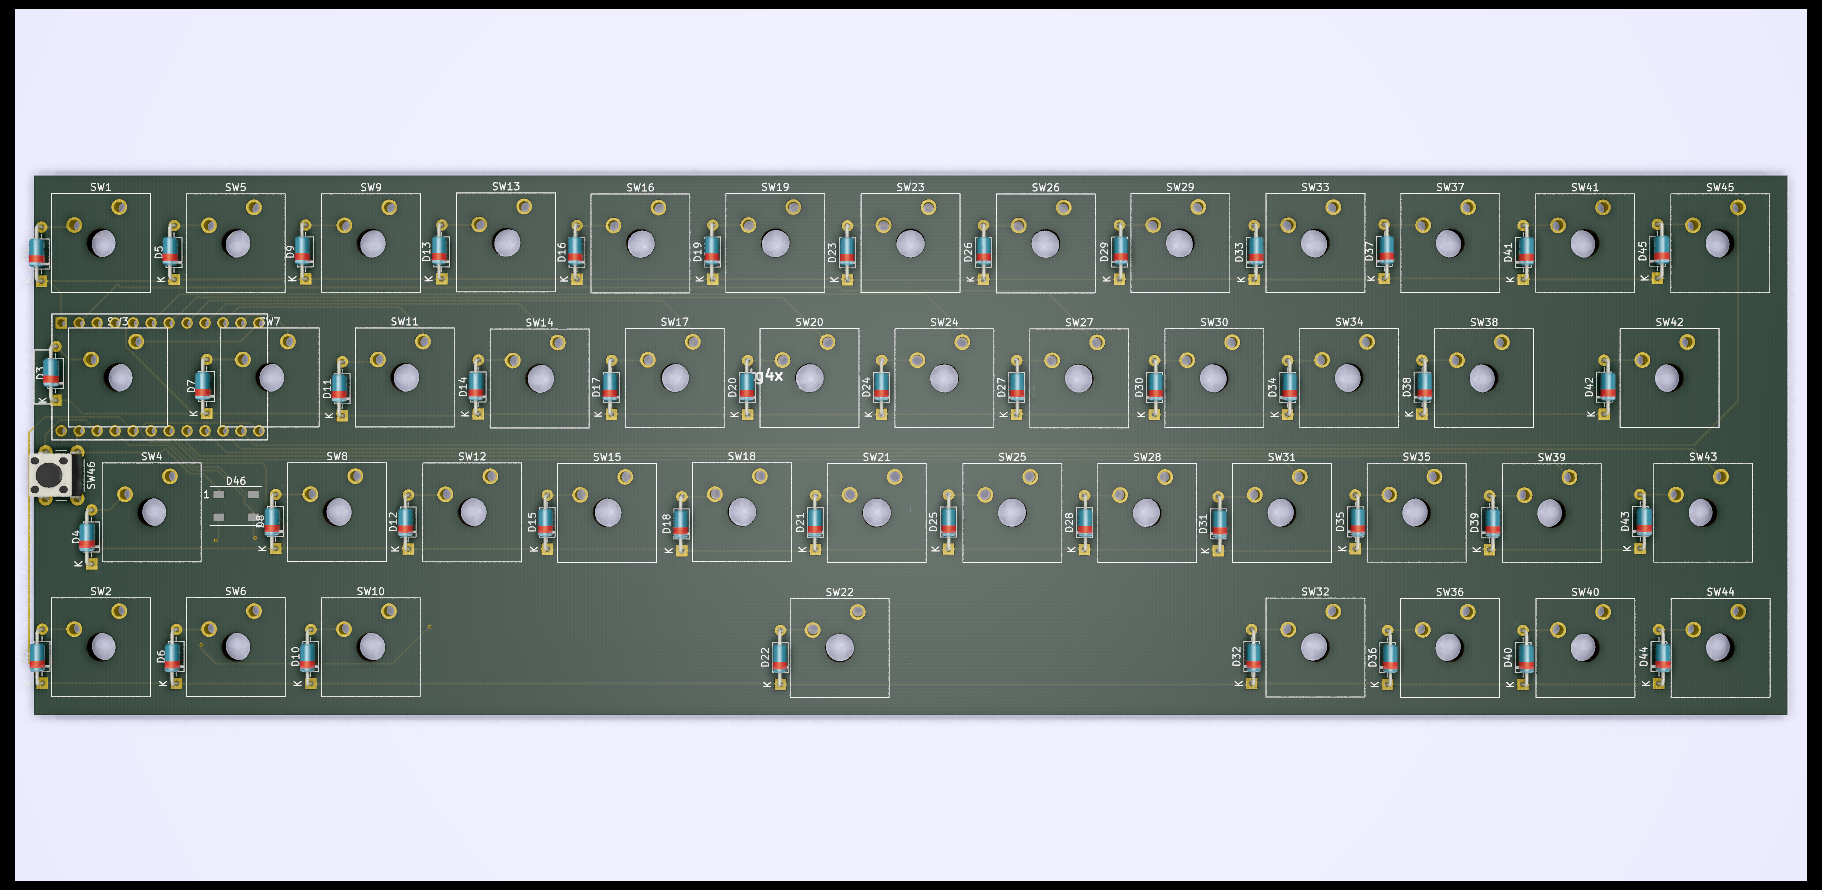 SW1 SW5 SW9 SW13 SW16 SW19 SW23 SW26 SW29 SW33 SW37 SW41 SW45
D5 D9 D13 D16 D19 D23 D26 D29 D33 D37 D41 D45
K K K K K K K K K K K K
SW3 SW7 SW11 SW14 SW17 SW20 SW24 SW27 SW30 SW34 SW38 SW42
D3 D7 D11 D14 D17 D20 g4x D24 D27 D30 D34 D38 D42
K K K K K K K K K K K K
SW46 SW4 D46 SW8 SW12 SW15 SW18 SW21 SW25 SW28 SW31 SW35 SW39 SW43
1
D4 D8 D12 D15 D18 D21 D25 D28 D31 D35 D39 D43
K K K K K K K K K K K K
SW2 SW6 SW10 SW22 SW32 SW36 SW40 SW44
D6 D10 D22 D32 D36 D40 D44
K K K K K K K